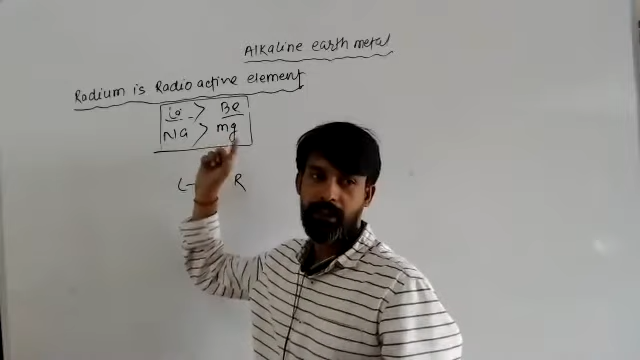 Alkaline earth metal
Radium is Radio active element
Li > Be
Na > mg
L- R